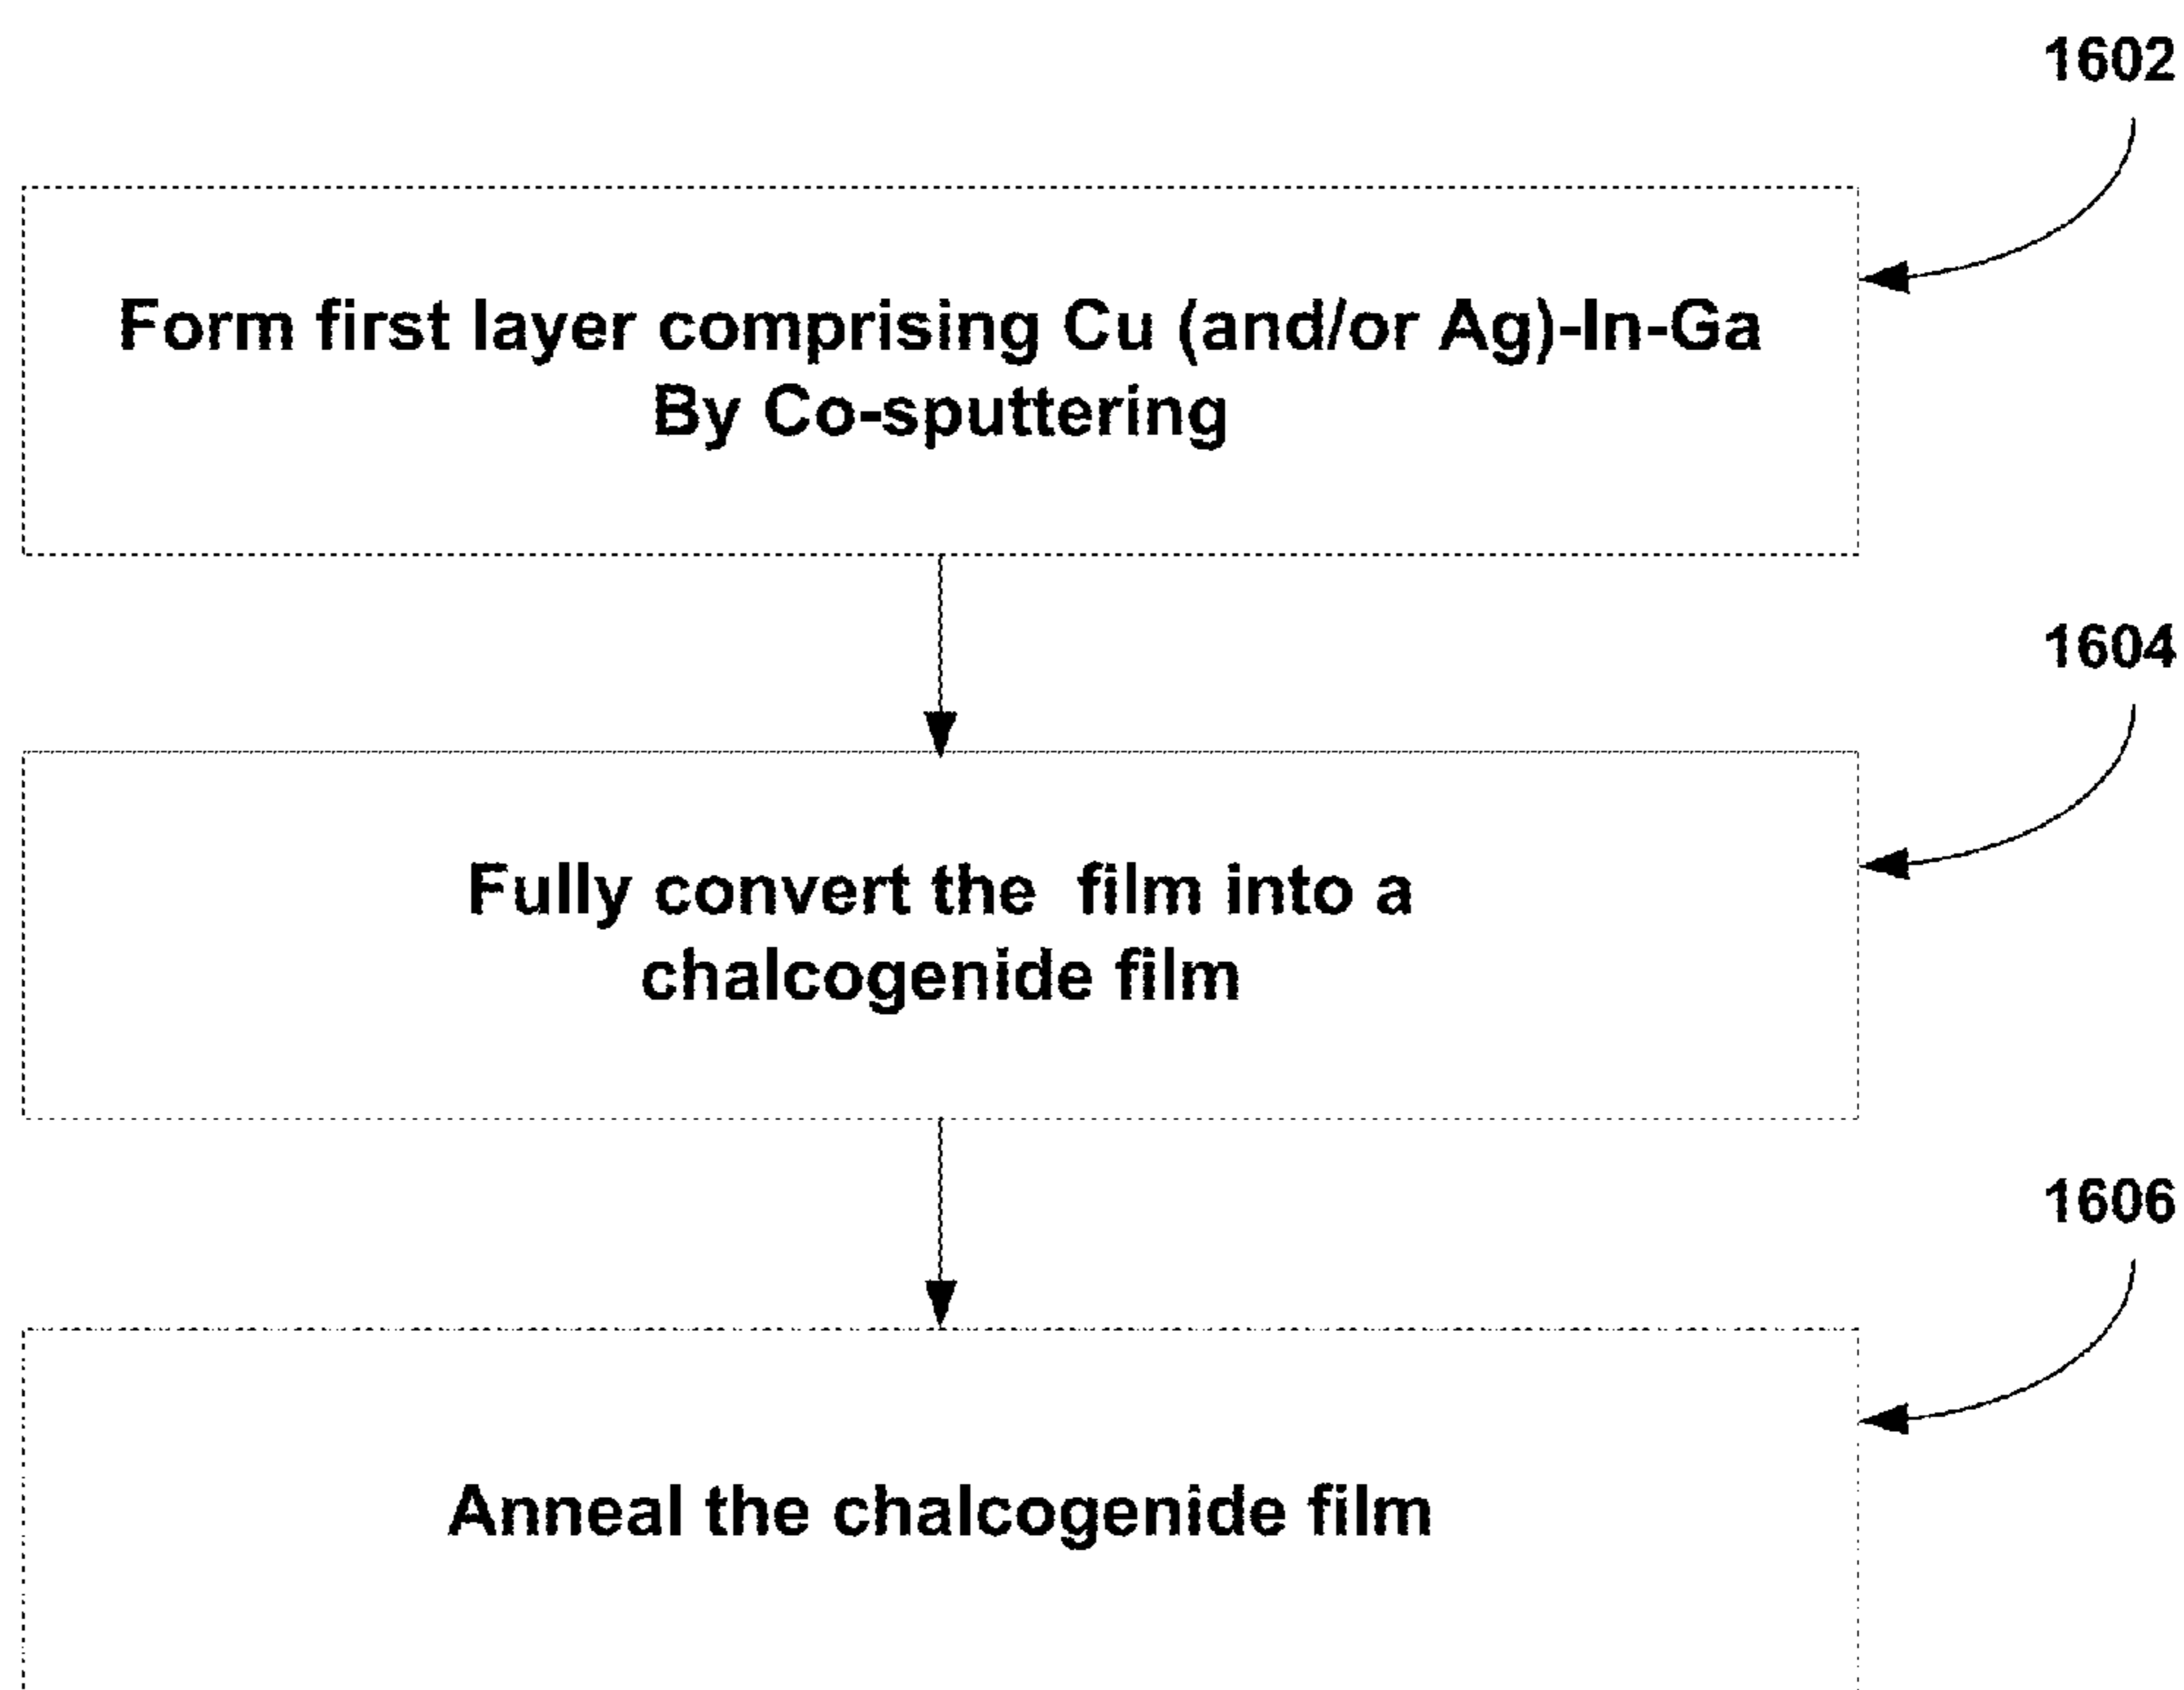 1602
Form first layer comprising Cu (and/or Ag)-In-Ga
By Co-sputtering
1604
Fully convert the  film into a
chalcogenide film
1606
Anneal the chalcogenide film